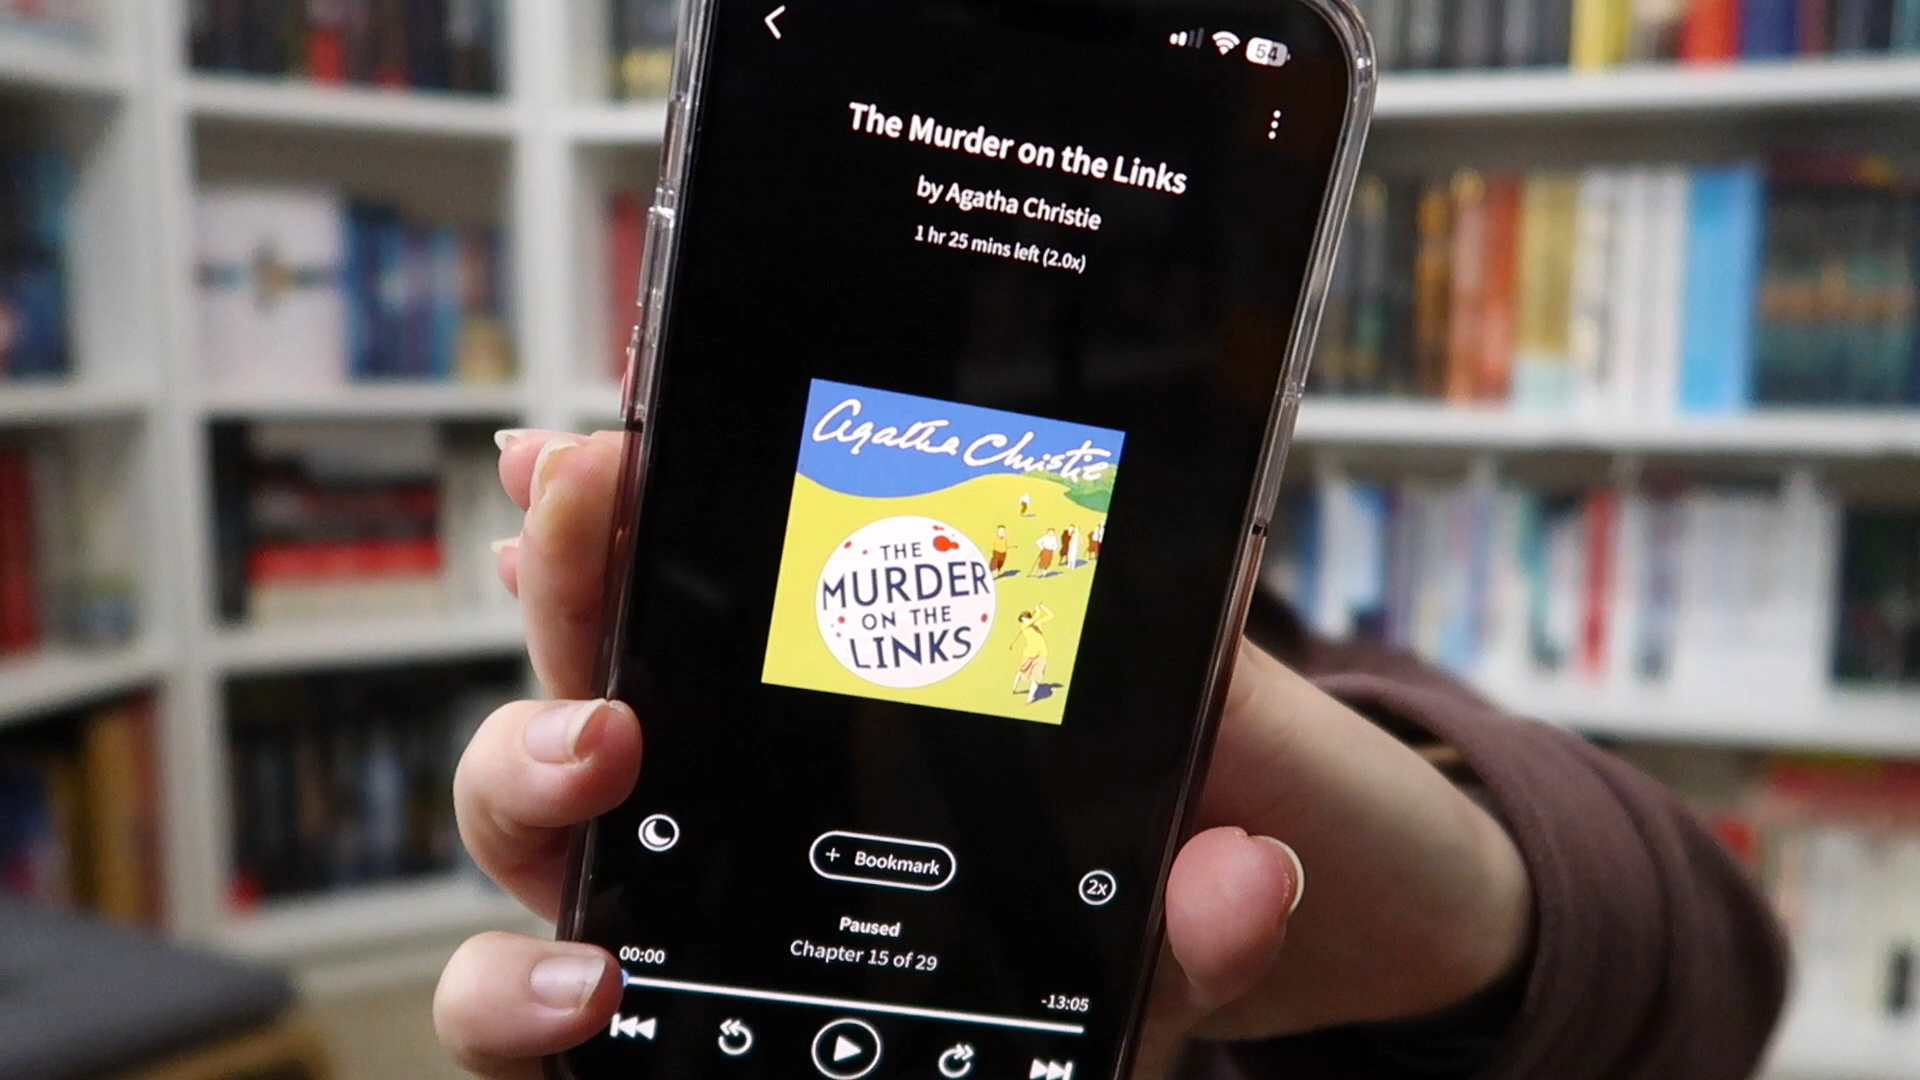 54
The Murder on the Links
by Agatha Christie
1 hr 25 mins left (2.0x)
Agatha Christie
THE
MURDER
ON THE
LINKS
+ Bookmark
2x
Paused
00:00
Chapter 15 of 29
-13:05